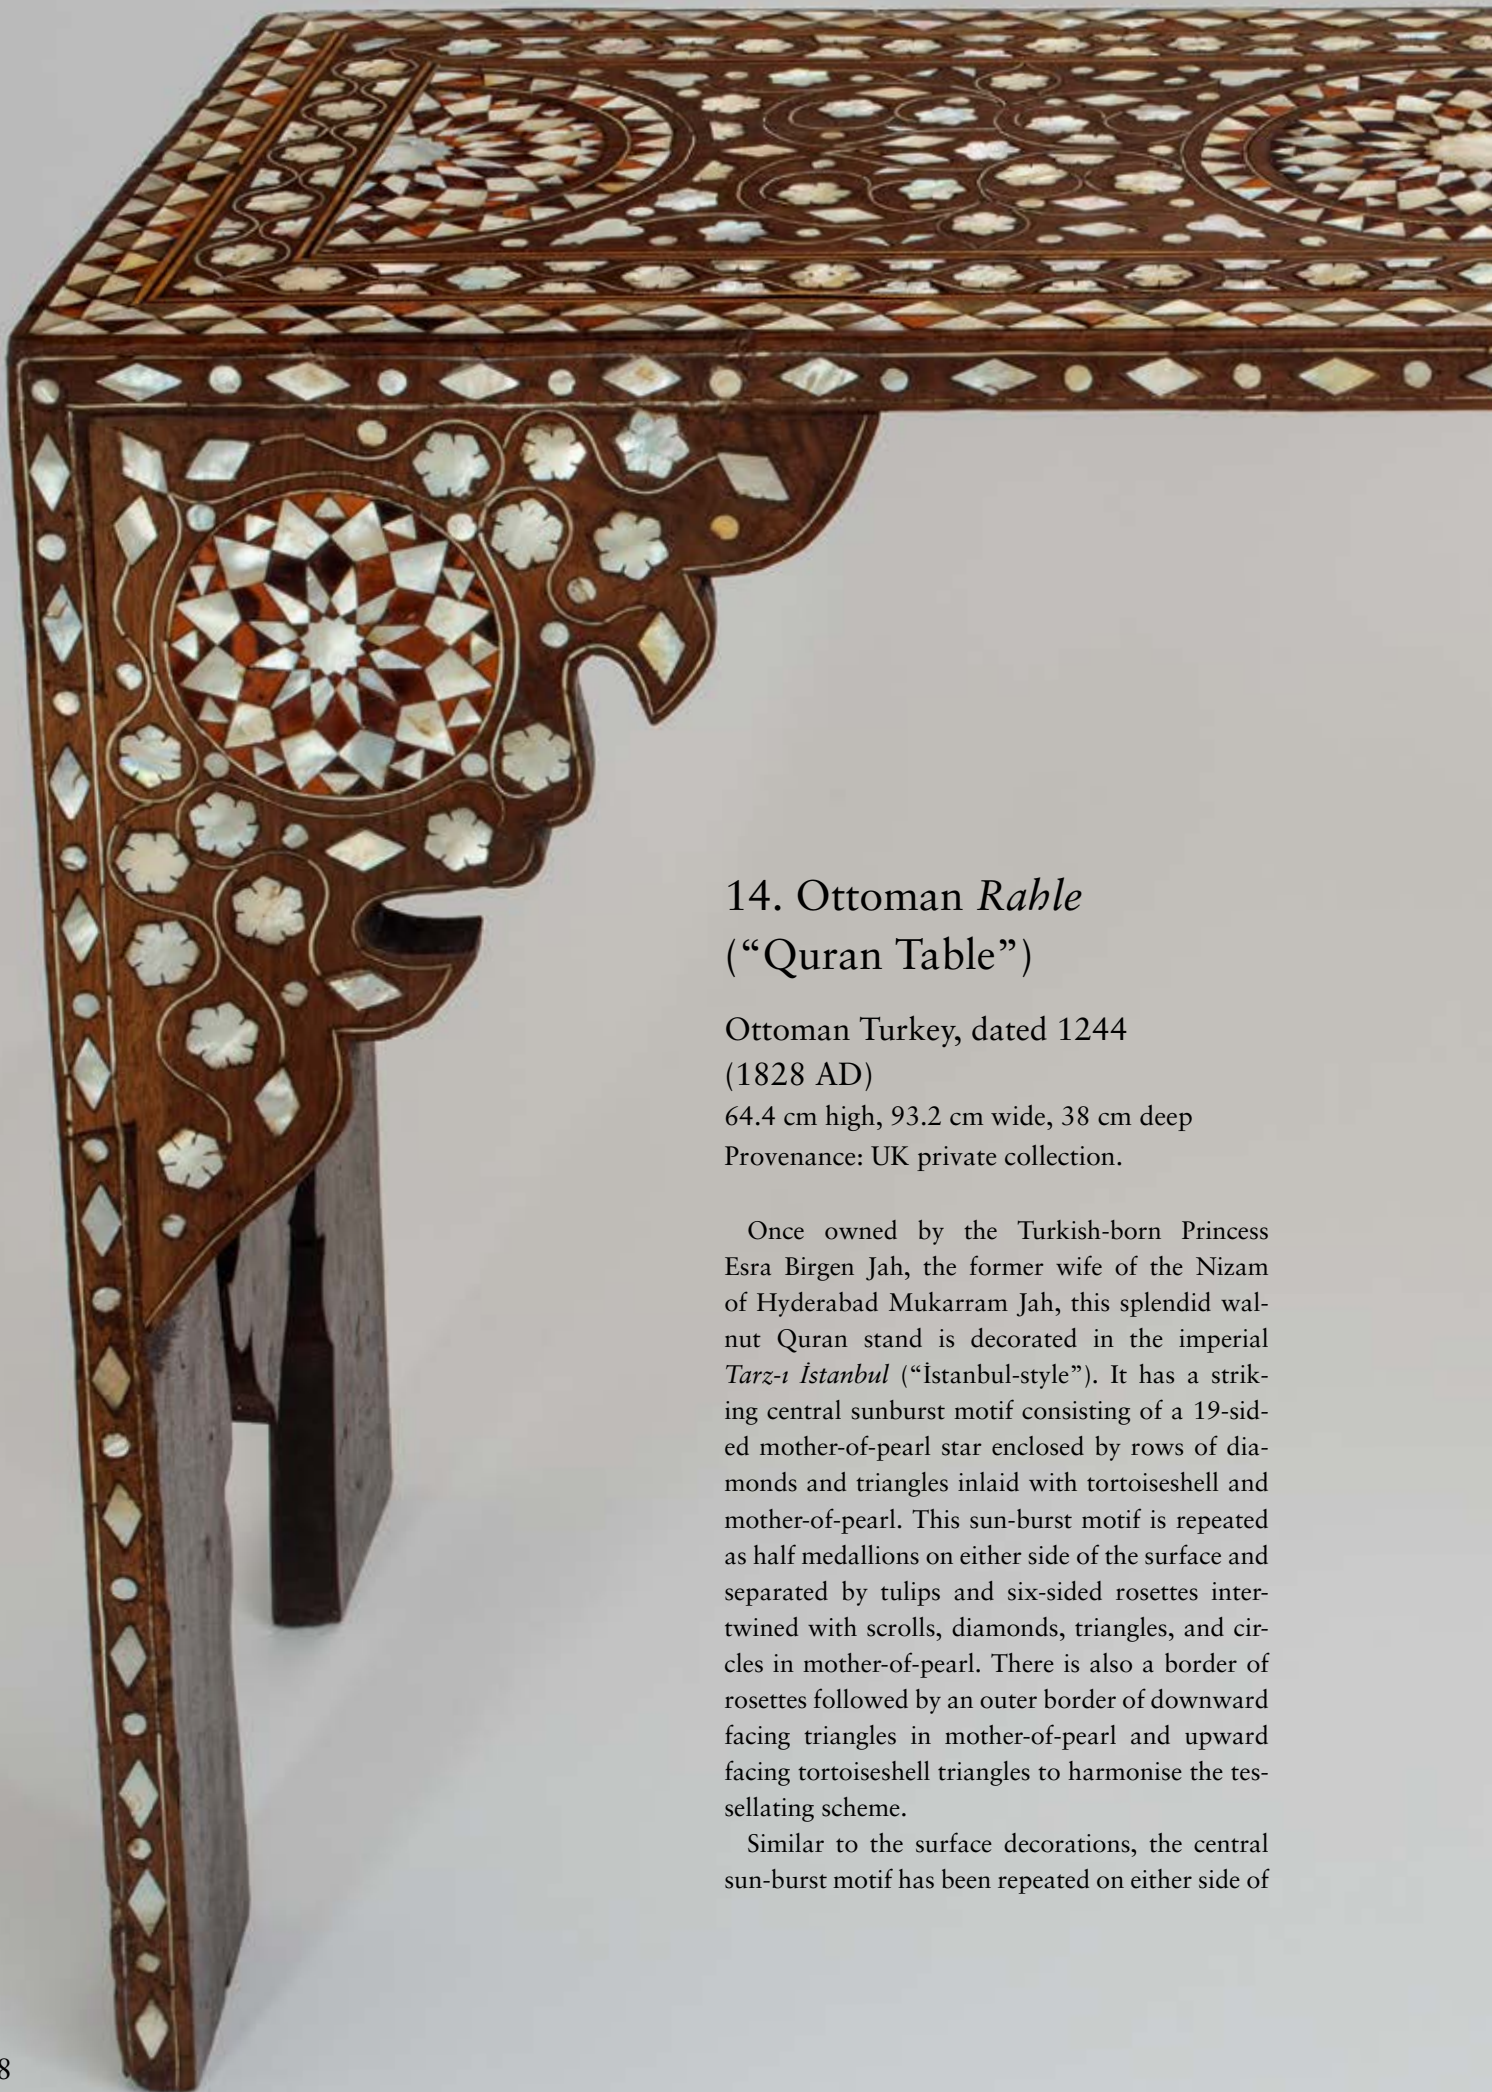 14. Ottoman Rahle
(“Quran Table”)
Ottoman Turkey, dated 1244
(1828 AD)
64.4 cm high, 93.2 cm wide, 38 cm deep
Provenance: UK private collection.
Once owned by the Turkish-born Princess
Esra Birgen Jah, the former wife of the Nizam
of Hyderabad Mukarram Jah, this splendid wal-
nut Quran stand is decorated in the imperial
Tarz-ı İstanbul (“İstanbul-style”). It has a strik-
ing central sunburst motif consisting of a 19-sid-
ed mother-of-pearl star enclosed by rows of dia-
monds and triangles inlaid with tortoiseshell and
mother-of-pearl. This sun-burst motif is repeated
as half medallions on either side of the surface and
separated by tulips and six-sided rosettes inter-
twined with scrolls, diamonds, triangles, and cir-
cles in mother-of-pearl. There is also a border of
rosettes followed by an outer border of downward
facing triangles in mother-of-pearl and upward
facing tortoiseshell triangles to harmonise the tes-
sellating scheme.
Similar to the surface decorations, the central
sun-burst motif has been repeated on either side of
8